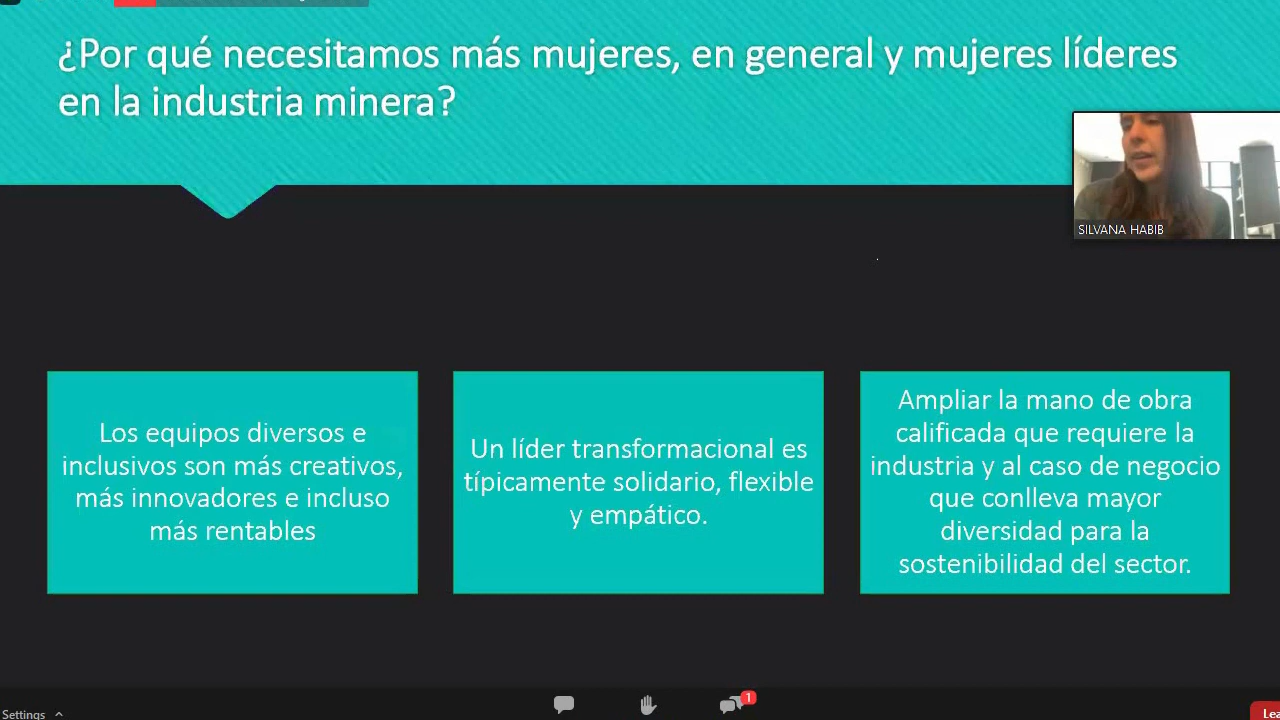 ¿Por qué necesitamos más mujeres, en general y mujeres líderes
en la industria minera?
SILVANA HABIB
Los equipos diversos e
inclusivos son más creativos,
más innovadores e incluso
más rentables
Un líder transformacional es
típicamente solidario, flexible
y empático.
Ampliar la mano de obra
calificada que requiere la
industria y al caso de negocio
que conlleva mayor
diversidad para la
sostenibilidad del sector.
Settings
1